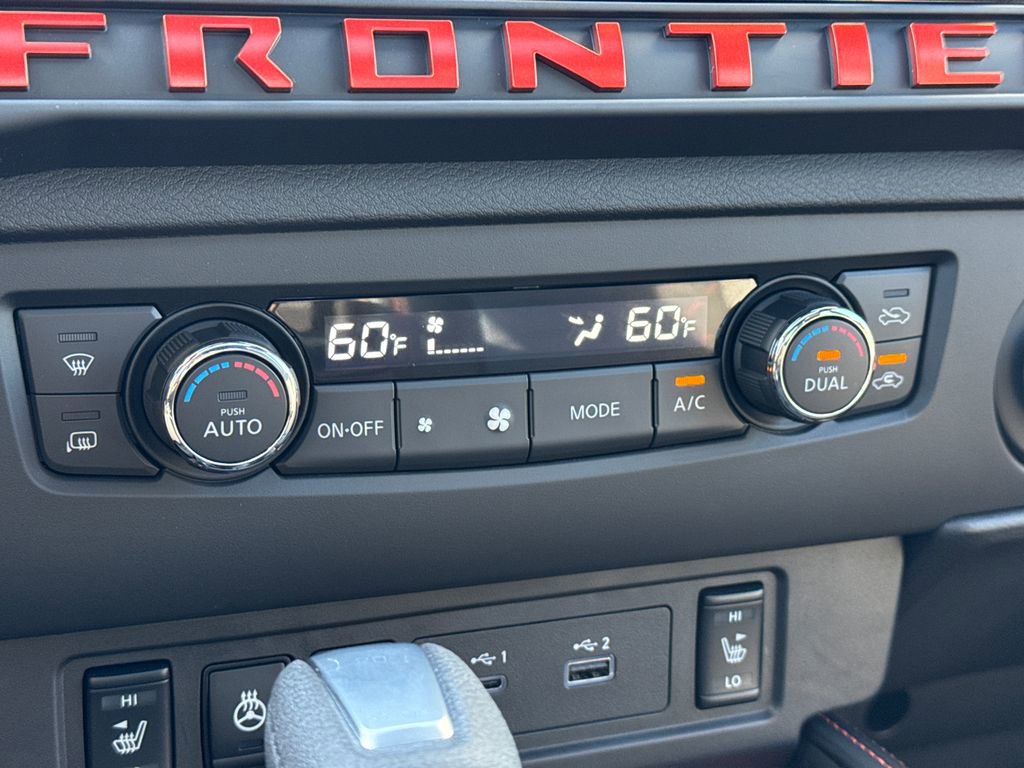 FRONTIE
60°F 60°F
PUSH
AUTO
ON·OFF
MODE
A/C
PUSH
DUAL
1
2
HI
LO
HI